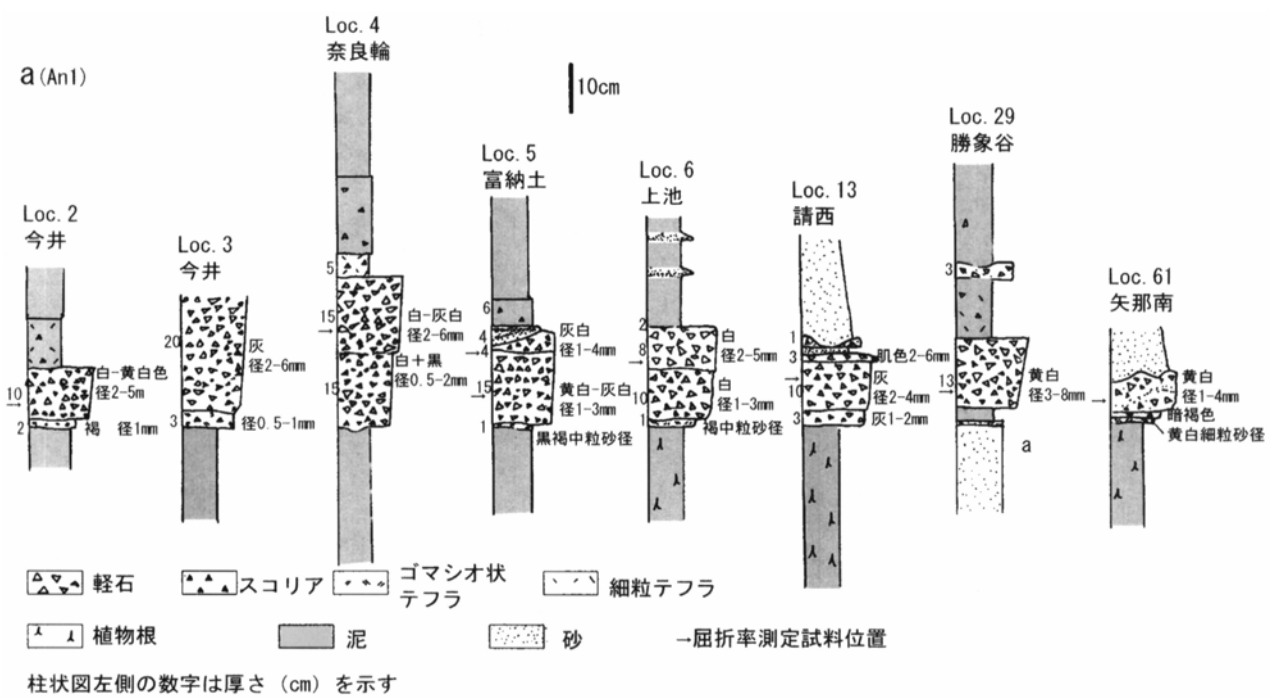 a(An1)
10cm
Loc. 2
今井
10
2
白-黄白色
径2-5m
褐 径1mm
Loc. 3
今井
20
3
灰
径2-6mm
径0.5-1mm
Loc. 4
奈良輪
5
15
15
白-灰白
径2-6mm
白+黒
径0.5-2mm
Loc. 5
富納土
6
4
4
15
1
灰白
径1-4mm
黄白-灰白
径1-3mm
黒褐中粒砂径
Loc. 6
上池
2
8
10
1
白
径2-5mm
白
径1-3mm
褐中粒砂径
Loc. 13
請西
1
3
10
3
肌色2-6mm
灰
径2-4mm
灰1-2mm
Loc. 29
勝象谷
3
13
黄白
径3-8mm
a
Loc. 61
矢那南
黄白
径1-4mm
暗褐色
黄白細粒砂径
軽石
スコリア
ゴマシオ状
テフラ
細粒テフラ
植物根
泥
砂
→屈折率測定試料位置
柱状図左側の数字は厚さ（cm）を示す